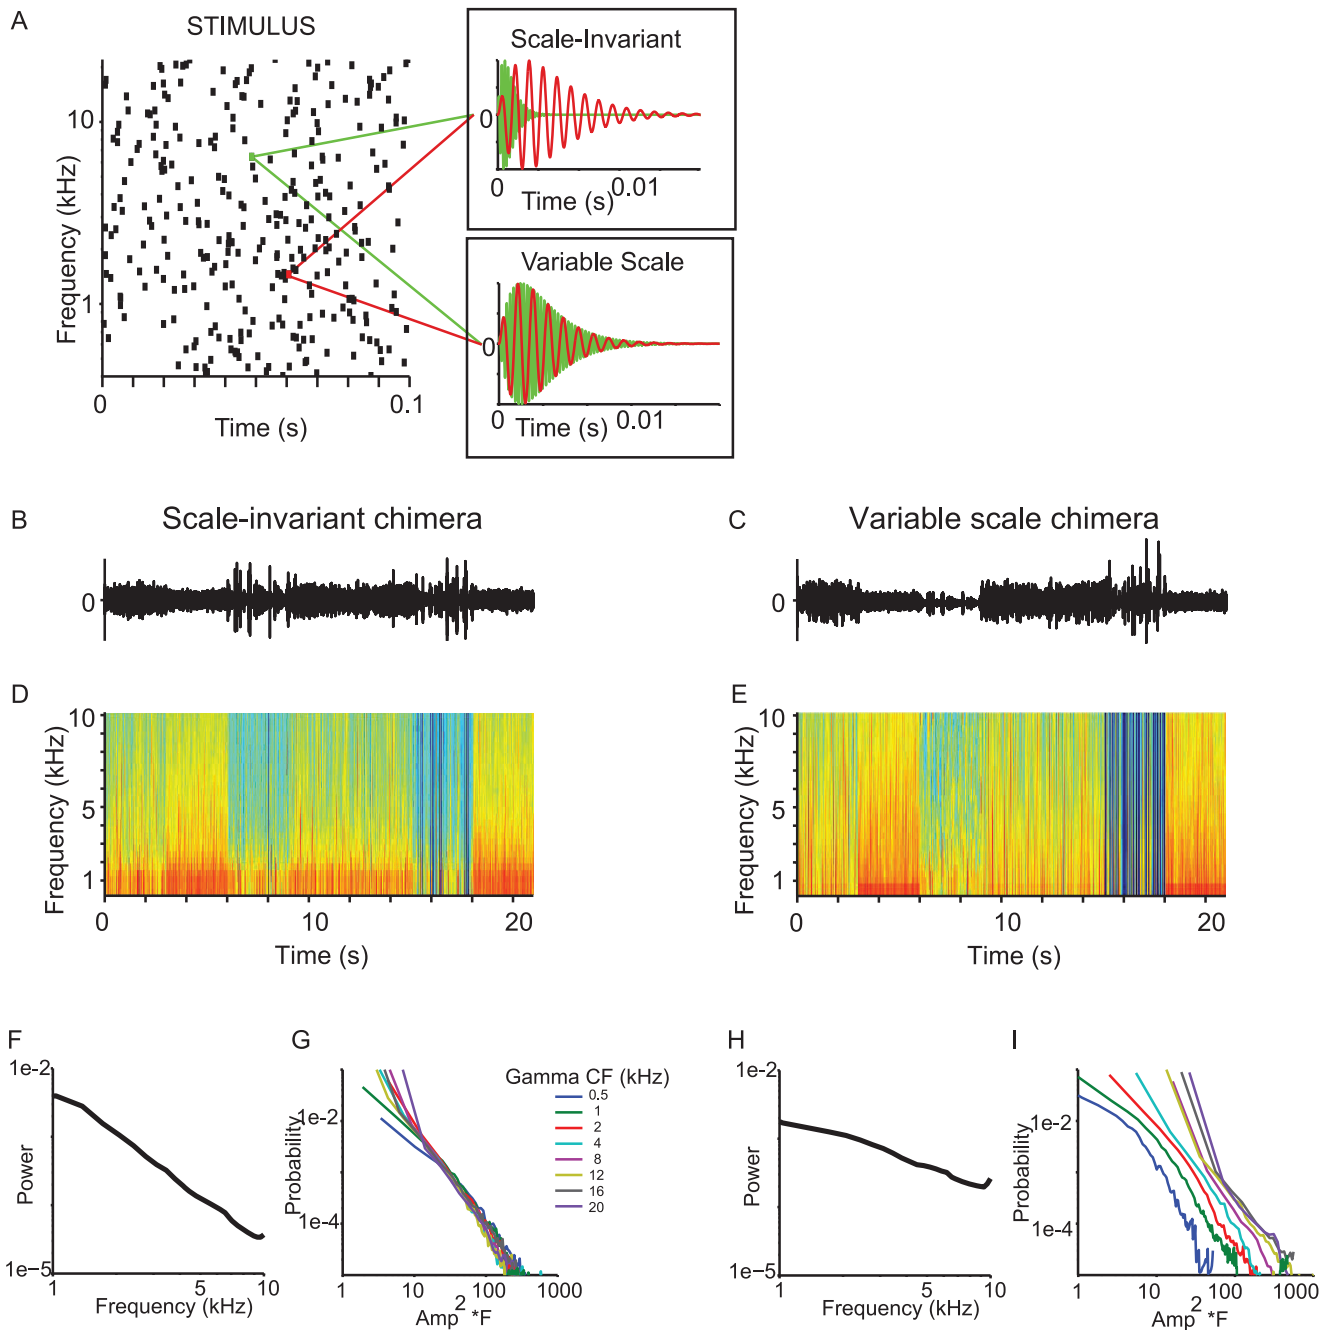 A
STIMULUS
Frequency (kHz)
10
1
0
0.1
Time (s)
Scale-Invariant
0
0
0.01
Time (s)
Variable Scale
0
0
0.01
Time (s)
B
Scale-invariant chimera
0
C
Variable scale chimera
0
D
Frequency (kHz)
10
5
1
0
10
20
Time (s)
E
Frequency (kHz)
10
5
1
0
10
20
Time (s)
F
Power
1e-2
1e-5
1
5
10
Frequency (kHz)
G
Probability
1e-2
1e-4
1
10
100
1000
Amp2 *F
Gamma CF (kHz)
0.5
1
2
4
8
12
16
20
H
Power
1e-2
1e-5
1
5
10
Frequency (kHz)
I
Probability
1e-2
1e-4
1
10
100
1000
Amp2 *F